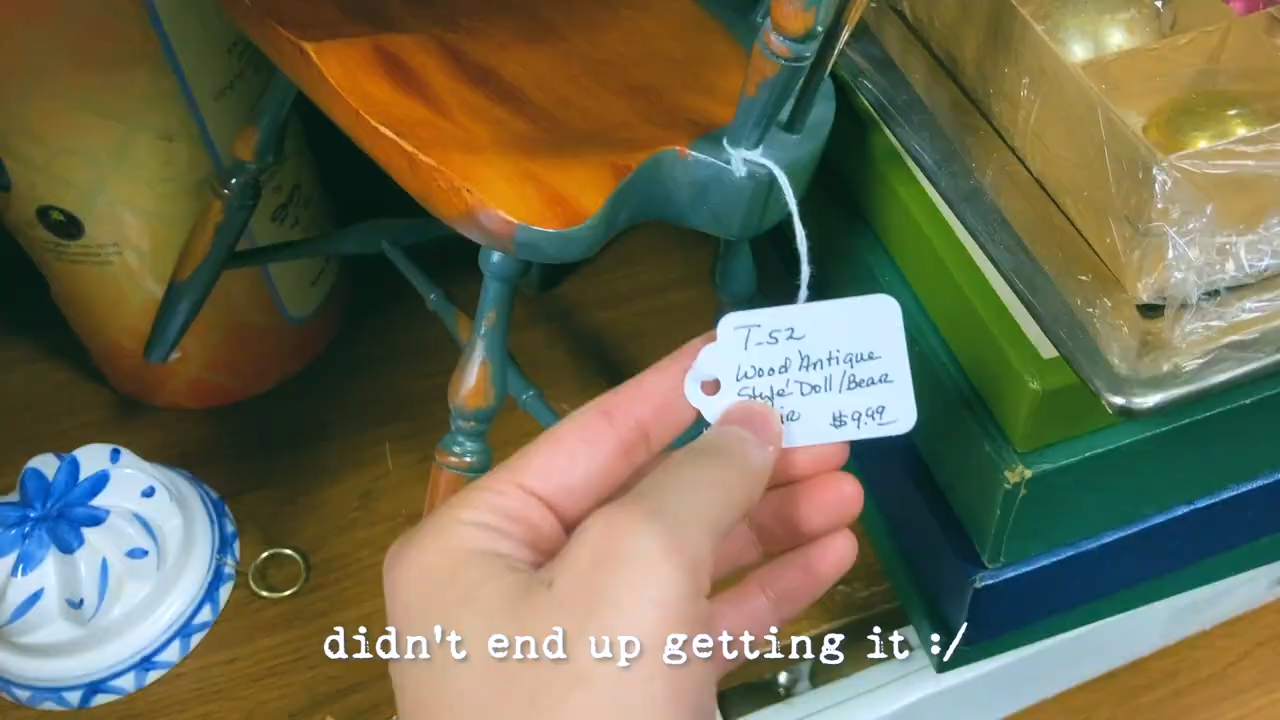 T-52
Wood Antique
Style Doll/Bear
$9.99
didn't end up getting it :/